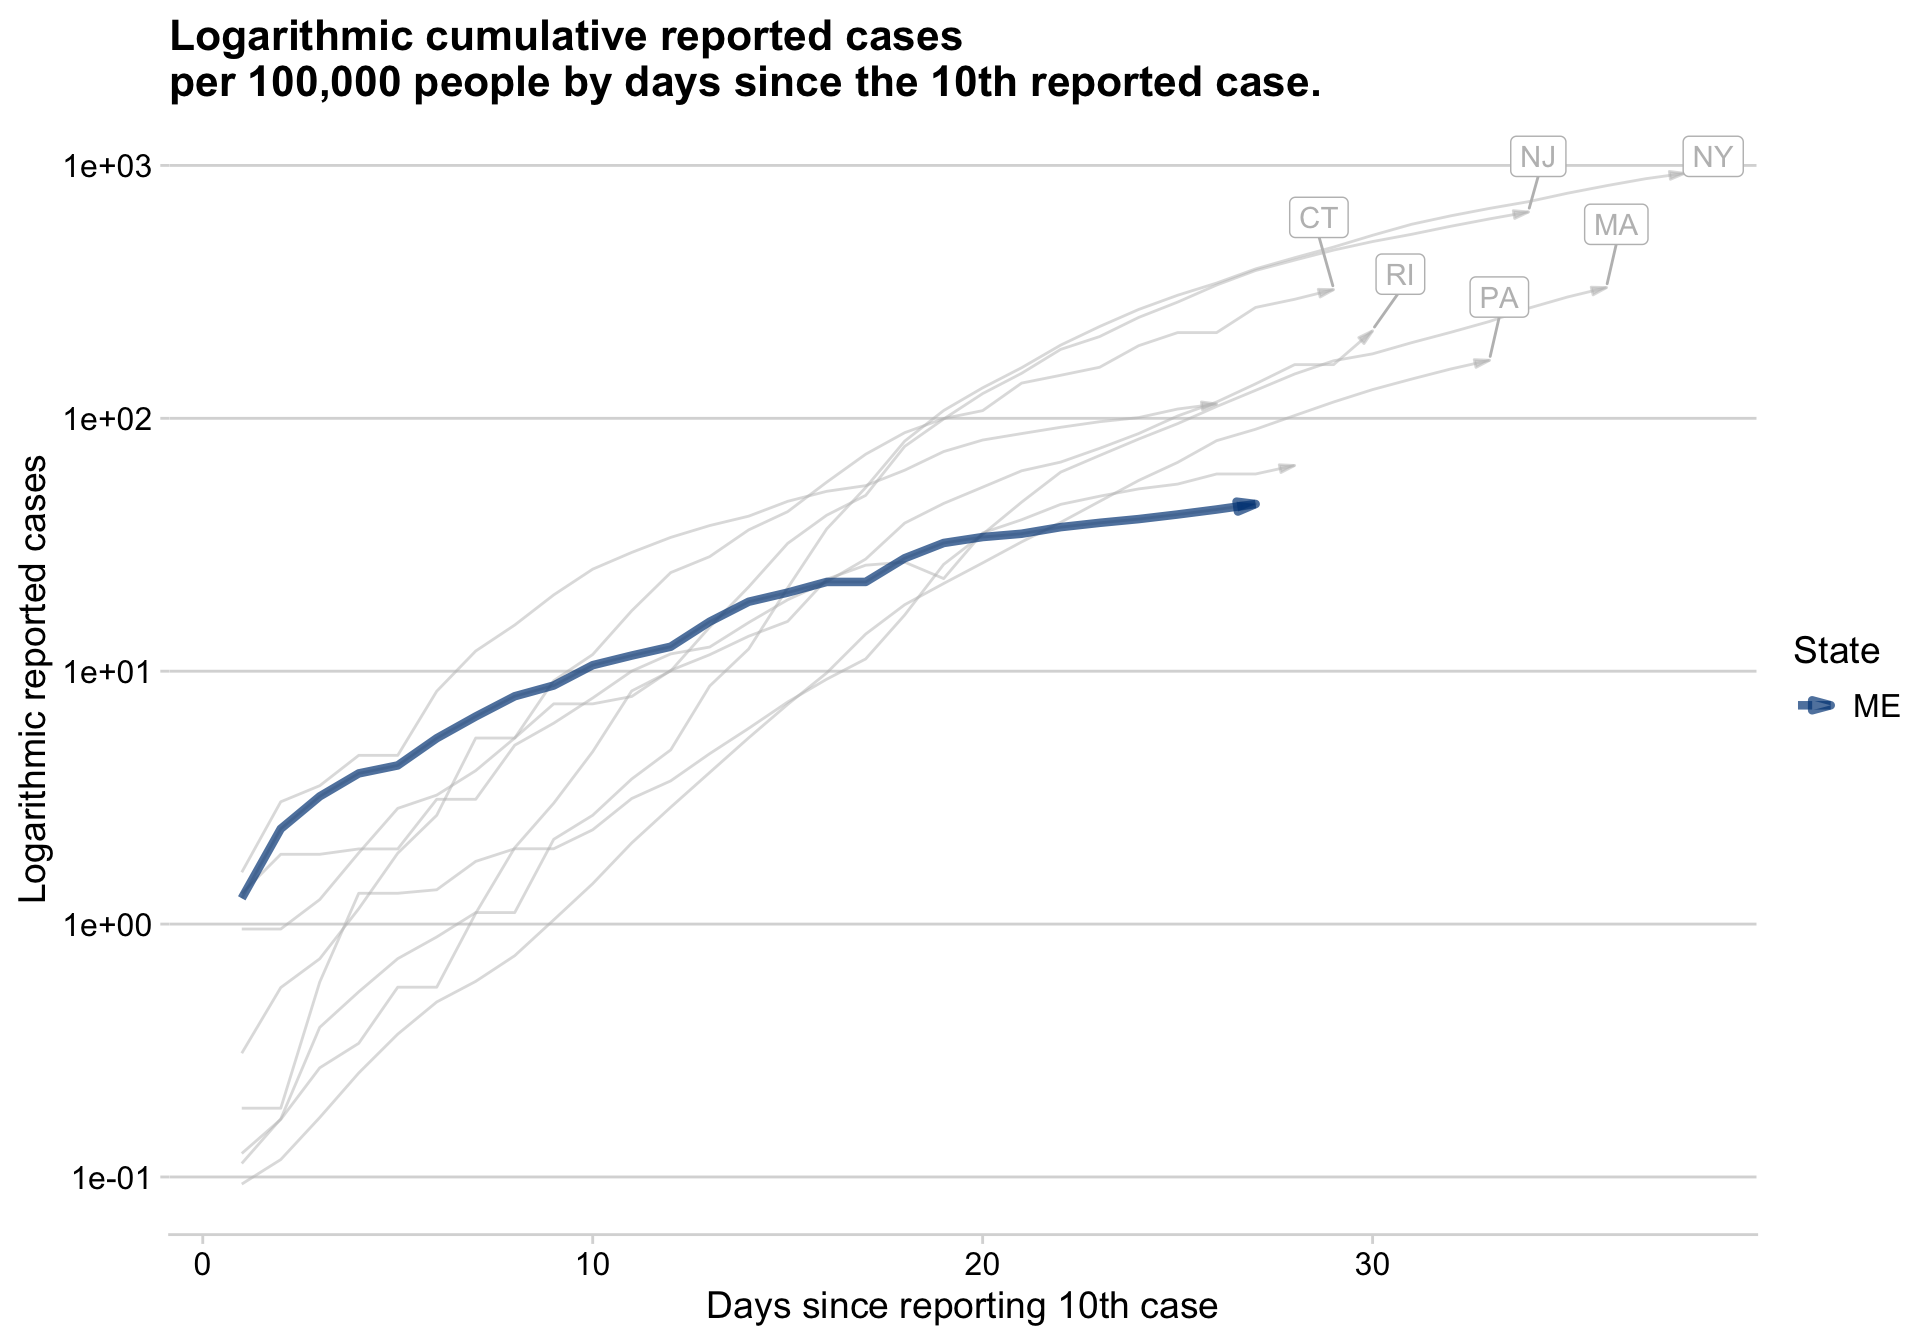 Logarithmic cumulative reported cases
per 100,000 people by days since the 10th reported case.
1e+03
1e+02
1e+01
1e+00
1e-01
Logarithmic reported cases
NJ
NY
CT
MA
RI
PA
State
ME
0
10
20
30
Days since reporting 10th case